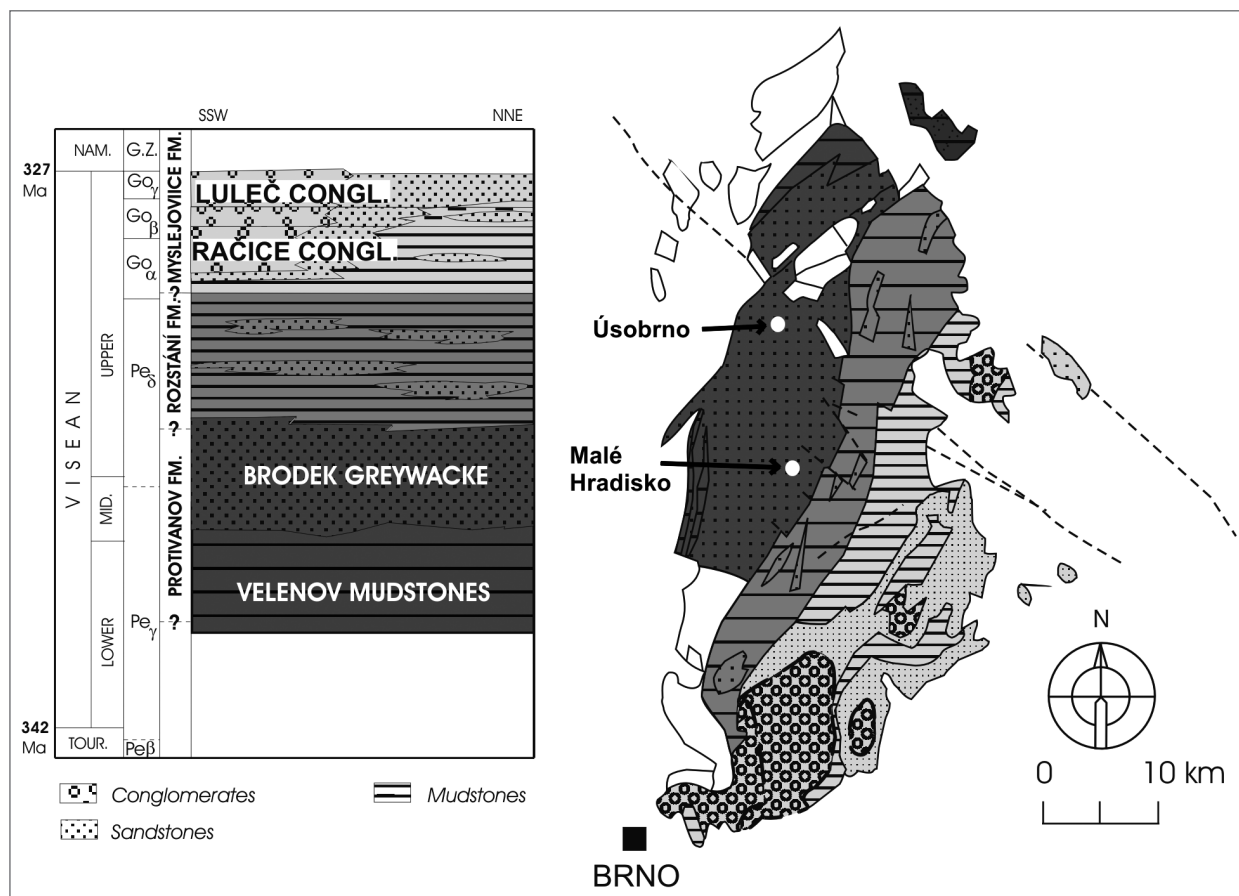 SSW
NNE
327
Ma
NAM.
G.Z.
Goγ
Goβ
Goα
Peδ
Peγ
342
Ma
TOUR.
Peβ
VISEAN
UPPER
MID.
LOWER
MYSLEJOVIICE FM.
?
ROZSTÁNÍ FM.
?
PROTIVANOV FM.
?
LULEČ CONGL.
RAČICE CONGL.
BRODEK GREYWACKE
VELENOV MUDSTONES
Conglomerates
Mudstones
Sandstones
Úsobrno
Malé
Hradisko
N
0 10 km
BRNO